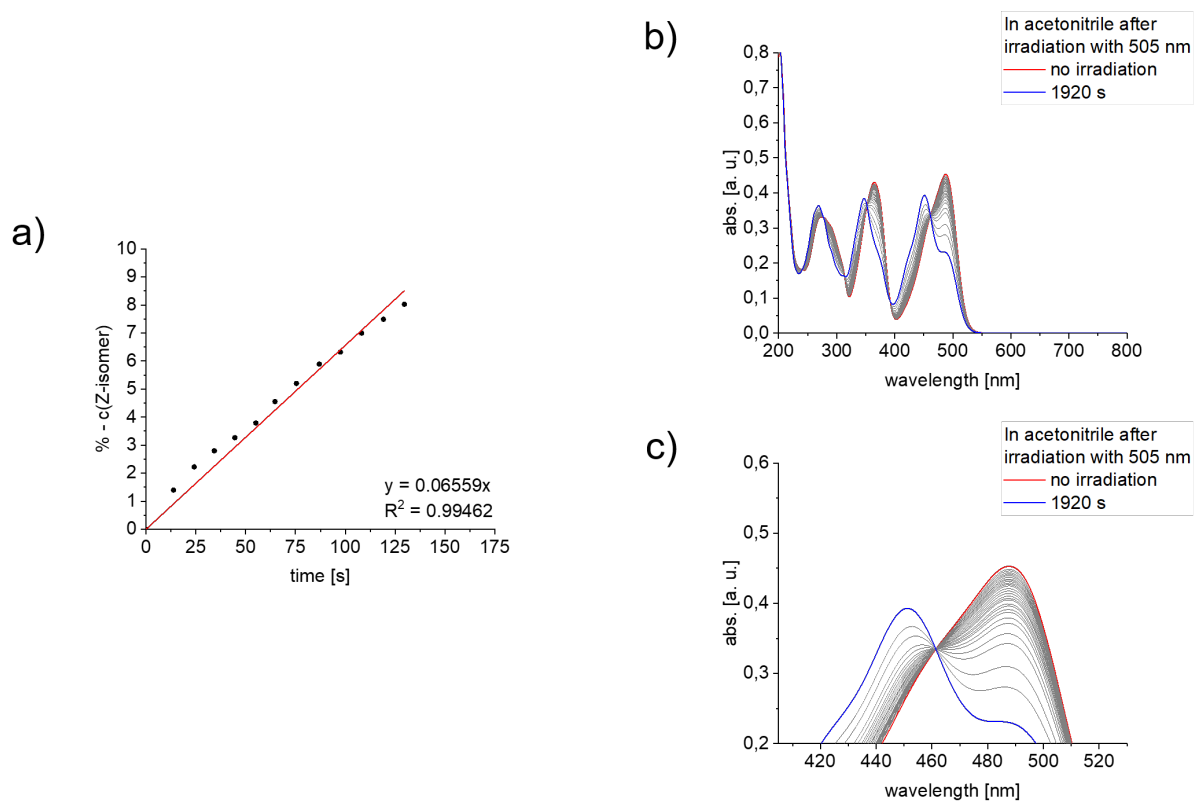 a)
10
9
8
7
6
5
4
3
2
1
0
% - c(Z-isomer)
0 25 50 75 100 125 150 175
time [s]
y = 0.06559x
R² = 0.99462
b)
In acetonitrile after
irradiation with 505 nm
no irradiation
1920 s
0,8
0,7
0,6
0,5
0,4
0,3
0,2
0,1
0,0
abs. [a. u.]
200 300 400 500 600 700 800
wavelength [nm]
c)
In acetonitrile after
irradiation with 505 nm
no irradiation
1920 s
0,6
0,5
0,4
0,3
0,2
abs. [a. u.]
420 440 460 480 500 520
wavelength [nm]